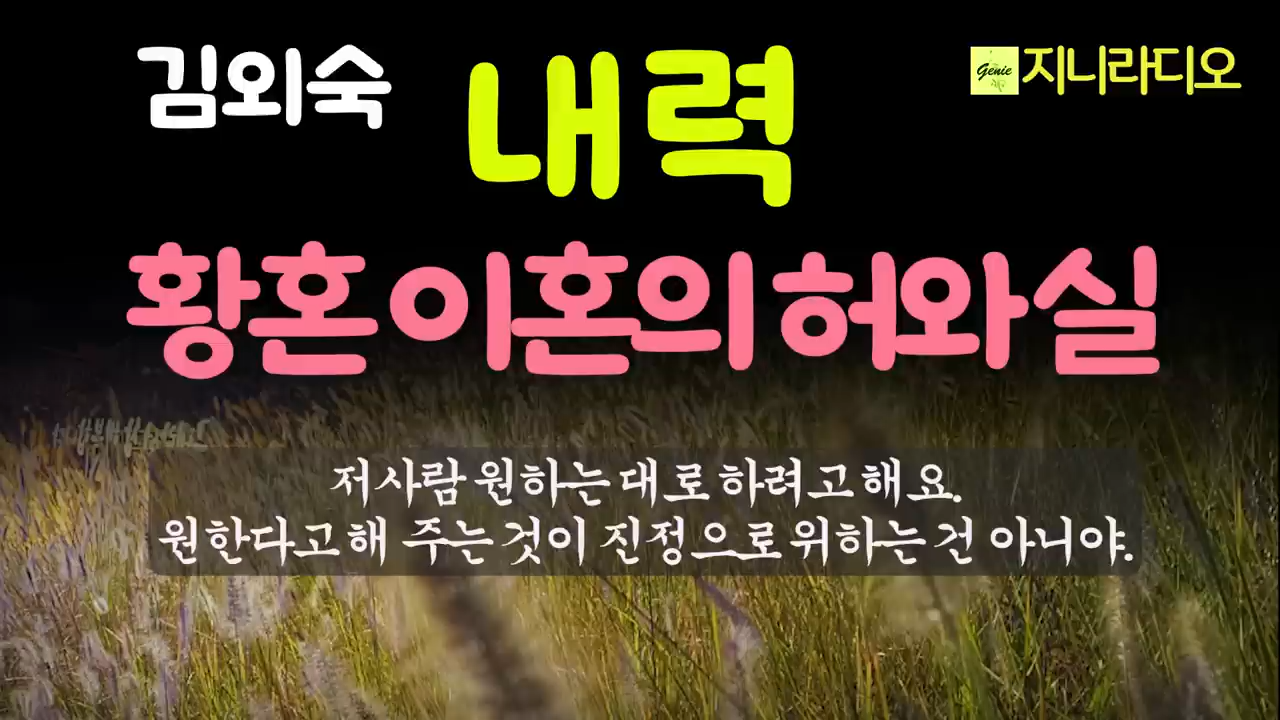 김외숙
내력
Genie 지니라디오
황혼 이혼의 허와 실
저 사람 원하는 대로 하려고 해요.
원한다고 해 주는 것이 진정으로 위하는 건 아니야.